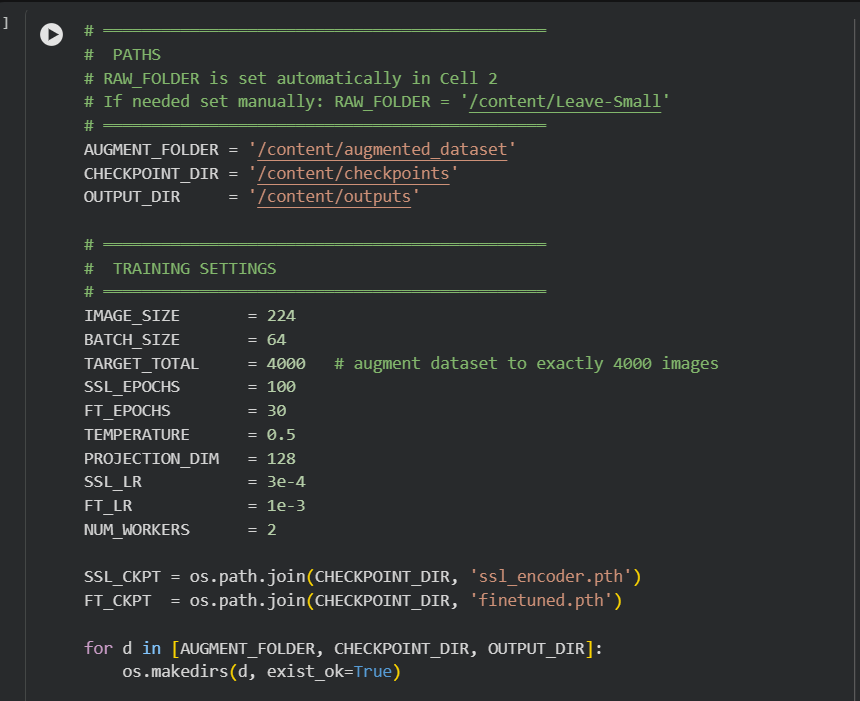 ]
# ══════════════════════════════════════════════
#  PATHS
# RAW_FOLDER is set automatically in Cell 2
# If needed set manually: RAW_FOLDER = '/content/Leave-Small'
# ══════════════════════════════════════════════
AUGMENT_FOLDER = '/content/augmented_dataset'
CHECKPOINT_DIR = '/content/checkpoints'
OUTPUT_DIR     = '/content/outputs'
# ══════════════════════════════════════════════
#  TRAINING SETTINGS
# ══════════════════════════════════════════════
IMAGE_SIZE       = 224
BATCH_SIZE       = 64
TARGET_TOTAL     = 4000   # augment dataset to exactly 4000 images
SSL_EPOCHS       = 100
FT_EPOCHS        = 30
TEMPERATURE      = 0.5
PROJECTION_DIM   = 128
SSL_LR           = 3e-4
FT_LR            = 1e-3
NUM_WORKERS      = 2
SSL_CKPT = os.path.join(CHECKPOINT_DIR, 'ssl_encoder.pth')
FT_CKPT  = os.path.join(CHECKPOINT_DIR, 'finetuned.pth')
for d in [AUGMENT_FOLDER, CHECKPOINT_DIR, OUTPUT_DIR]:
    os.makedirs(d, exist_ok=True)